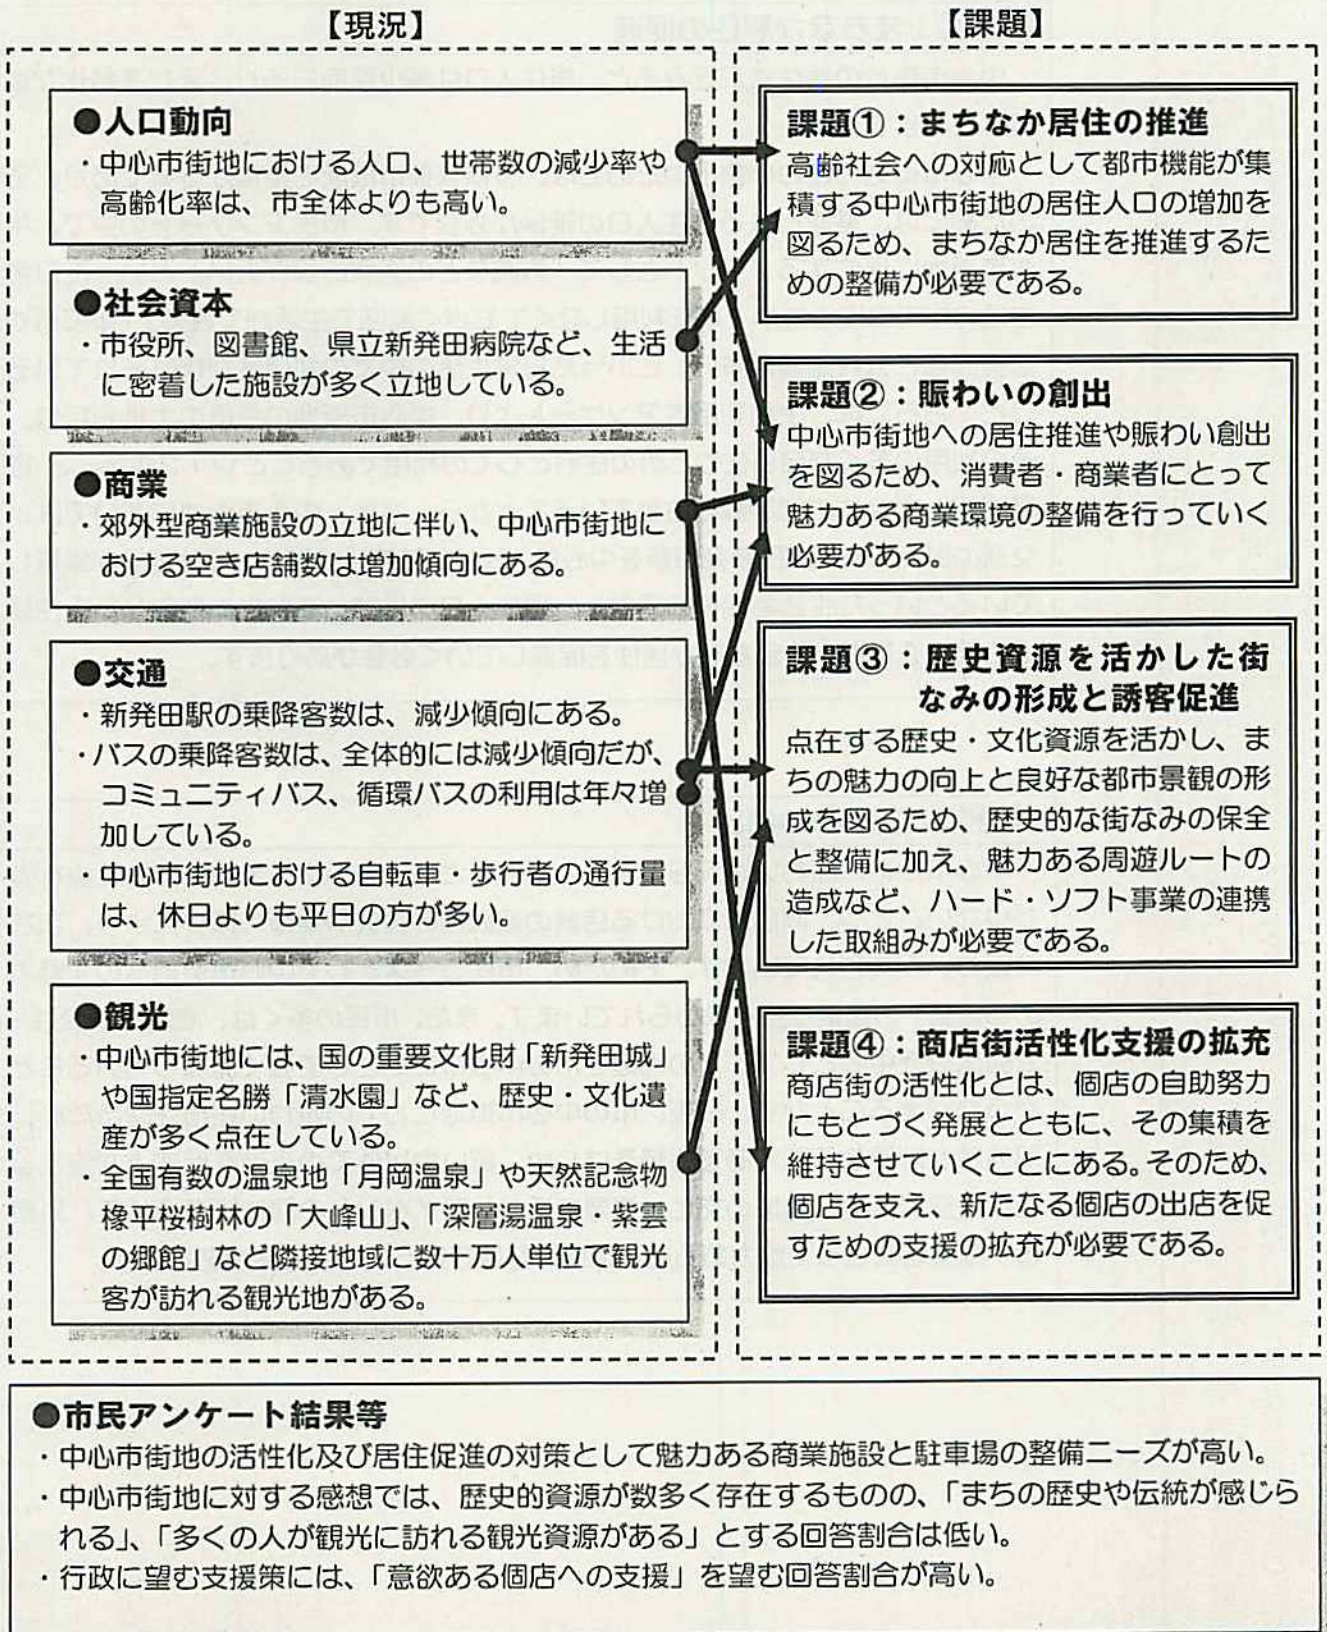 【現況】
【課題】
●人口動向
・中心市街地における人口、世帯数の減少率や
高齢化率は、市全体よりも高い。
●社会資本
・市役所、図書館、県立新発田病院など、生活
に密着した施設が多く立地している。
●商業
・郊外型商業施設の立地に伴い、中心市街地に
おける空き店舗数は増加傾向にある。
●交通
・新発田駅の乗降客数は、減少傾向にある。
・バスの乗降客数は、全体的には減少傾向だが、
コミュニティバス、循環バスの利用は年々増
加している。
・中心市街地における自転車・歩行者の通行量
は、休日よりも平日の方が多い。
●観光
・中心市街地には、国の重要文化財「新発田城」
や国指定名勝「清水園」など、歴史・文化遺
産が多く点在している。
・全国有数の温泉地「月岡温泉」や天然記念物
橡平桜樹林の「大峰山」、「深層湯温泉・紫雲
の郷館」など隣接地域に数十万人単位で観光
客が訪れる観光地がある。
課題①：まちなか居住の推進
高齢社会への対応として都市機能が集
積する中心市街地の居住人口の増加を
図るため、まちなか居住を推進するた
めの整備が必要である。
課題②：賑わいの創出
中心市街地への居住推進や賑わい創出
を図るため、消費者・商業者にとって
魅力ある商業環境の整備を行っていく
必要がある。
課題③：歴史資源を活かした街
なみの形成と誘客促進
点在する歴史・文化資源を活かし、ま
ちの魅力の向上と良好な都市景観の形
成を図るため、歴史的な街なみの保全
と整備に加え、魅力ある周遊ルートの
造成など、ハード・ソフト事業の連携
した取組みが必要である。
課題④：商店街活性化支援の拡充
商店街の活性化とは、個店の自助努力
にもとづく発展とともに、その集積を
維持させていくことにある。そのため、
個店を支え、新たなる個店の出店を促
すための支援の拡充が必要である。
●市民アンケート結果等
・中心市街地の活性化及び居住促進の対策として魅力ある商業施設と駐車場の整備ニーズが高い。
・中心市街地に対する感想では、歴史的資源が数多く存在するものの、「まちの歴史や伝統が感じら
れる」、「多くの人が観光に訪れる観光資源がある」とする回答割合は低い。
・行政に望む支援策には、「意欲ある個店への支援」を望む回答割合が高い。